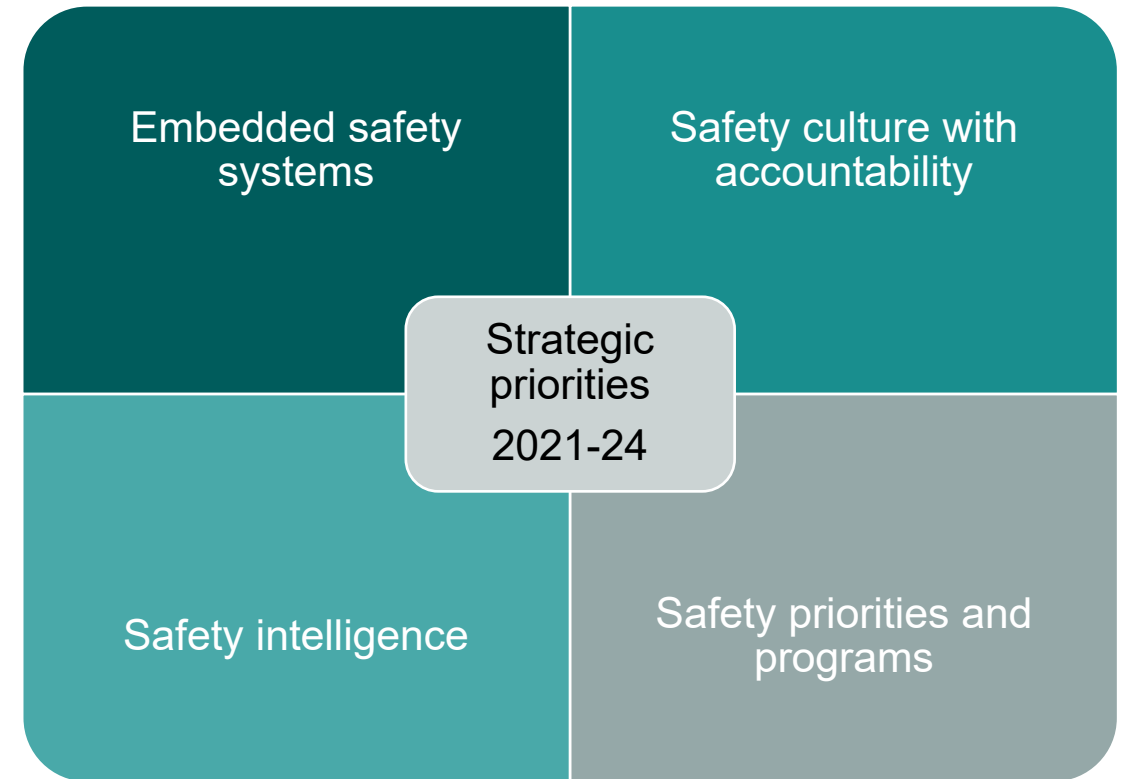 Embedded safety
systems
Safety culture with
accountability
Strategic
priorities
2021-24
Safety intelligence
Safety priorities and
programs